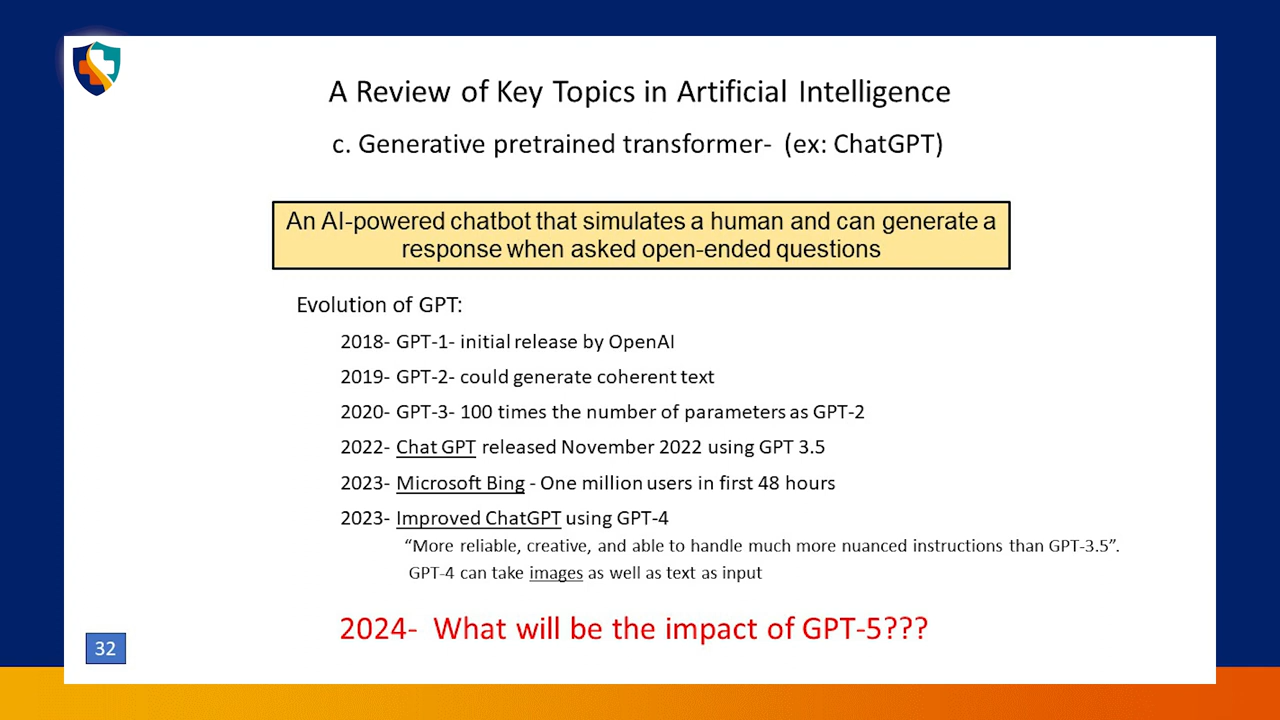 A Review of Key Topics in Artificial Intelligence
c. Generative pretrained transformer- (ex: ChatGPT)
An AI-powered chatbot that simulates a human and can generate a
response when asked open-ended questions
Evolution of GPT:
2018- GPT-1- initial release by OpenAI
2019- GPT-2- could generate coherent text
2020- GPT-3- 100 times the number of parameters as GPT-2
2022- Chat GPT released November 2022 using GPT 3.5
2023- Microsoft Bing - One million users in first 48 hours
2023- Improved ChatGPT using GPT-4
“More reliable, creative, and able to handle much more nuanced instructions than GPT-3.5”.
GPT-4 can take images as well as text as input
2024- What will be the impact of GPT-5???
32